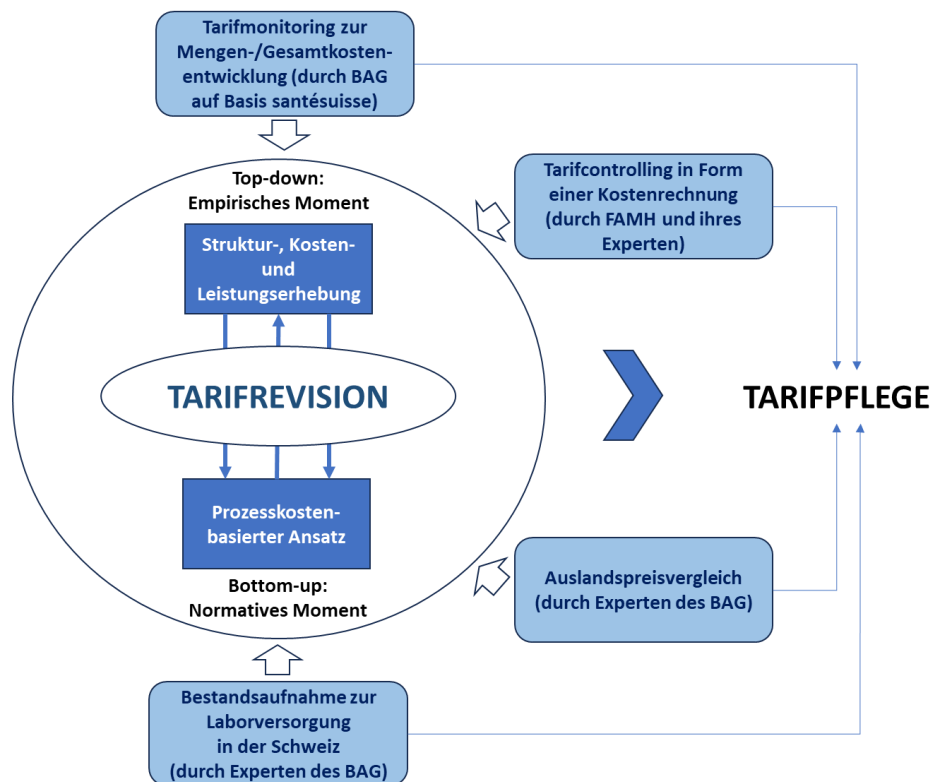 Tarifmonitoring zur
Mengen-/Gesamtkosten-
entwicklung (durch BAG
auf Basis santésuisse)
Top-down:
Empirisches Moment
Struktur-, Kosten-
und
Leistungserhebung
Tarifcontrolling in Form
einer Kostenrechnung
(durch FAMH und ihres
Experten)
TARIFREVISION
TARIFPFLEGE
Prozesskosten-
basierter Ansatz
Bottom-up:
Normatives Moment
Auslandspreisvergleich
(durch Experten des BAG)
Bestandsaufnahme zur
Laborversorgung
in der Schweiz
(durch Experten des BAG)